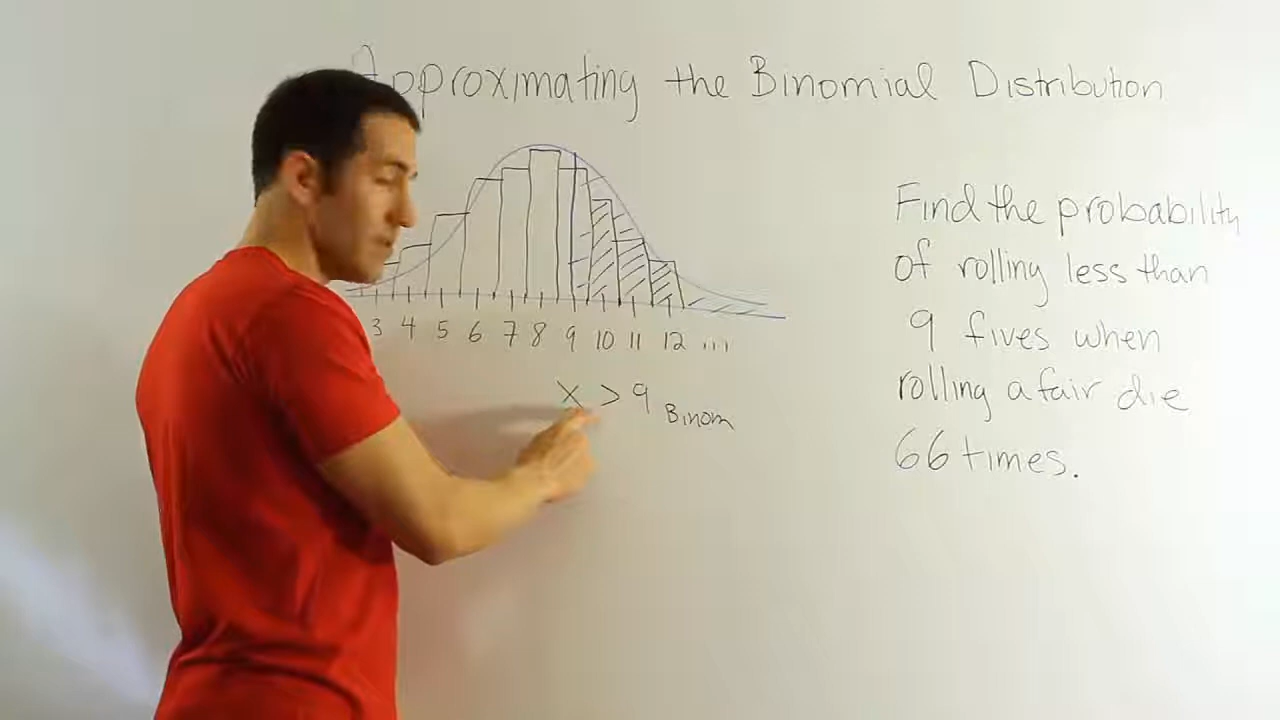 Approximating the Binomial Distribution
3 4 5 6 7 8 9 10 11 12 ...
x > 9 Binom
Find the probability
of rolling less than
9 fives when
rolling a fair die
66 times.